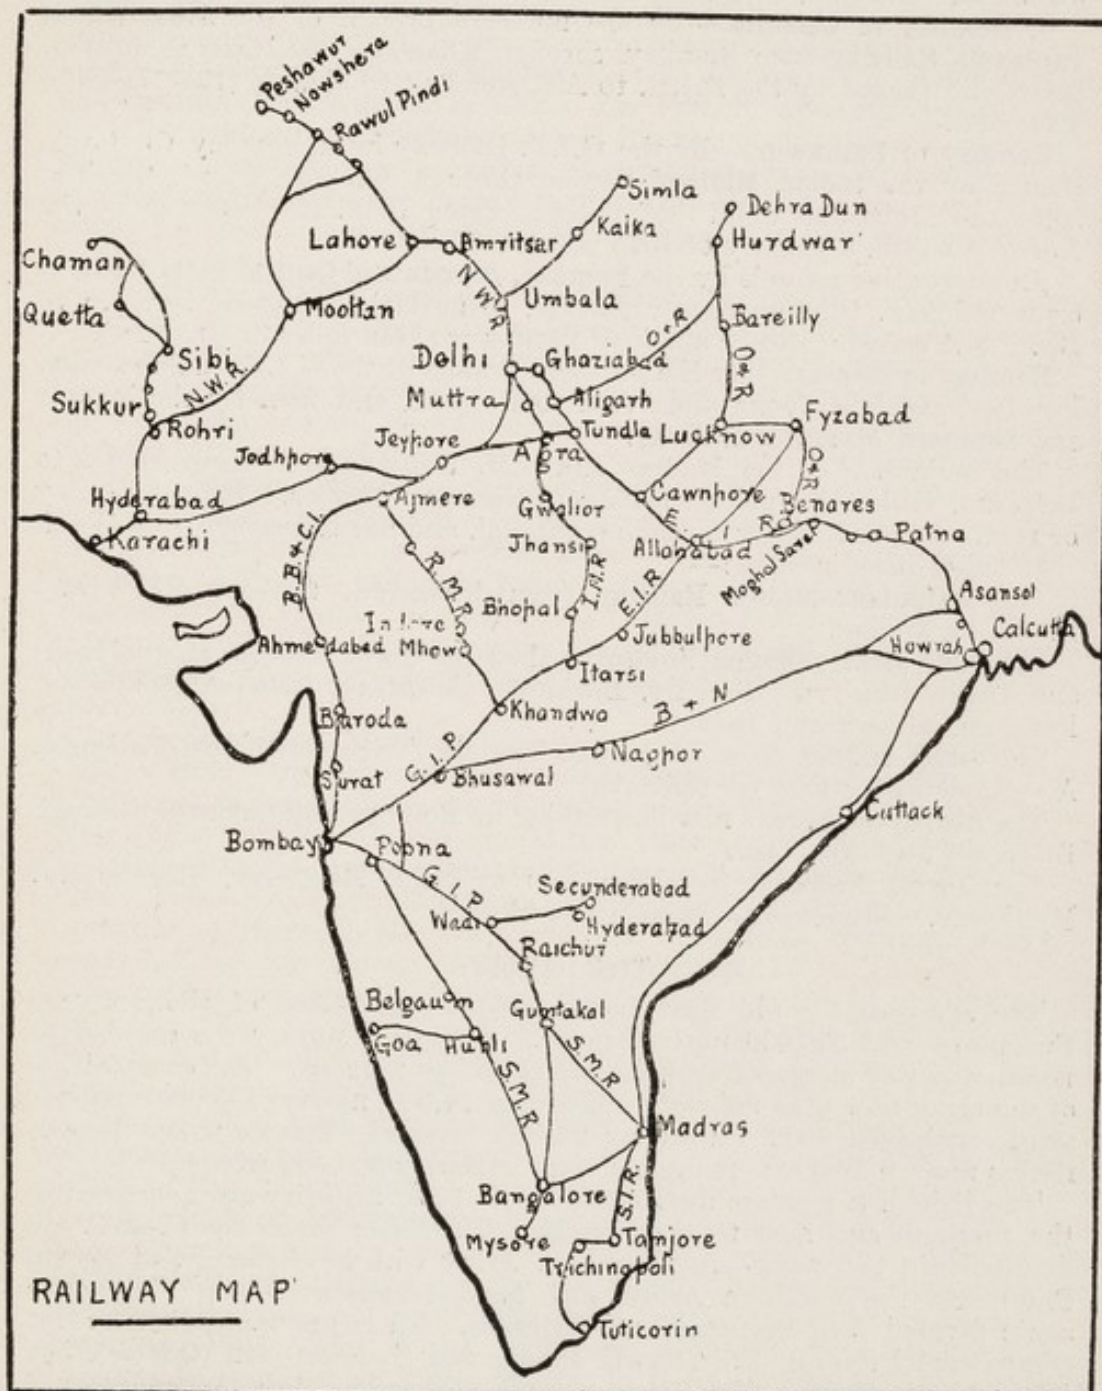 Peshawur
Nowshera
Rawul Pindi
Simla
Dehra Dun
Kaika
Hurdwar
Lahore
Amritsar
Chaman
N W R
Umbala
Quetta
Mooltan
Bareilly
O & R
Sibi
Delhi
Ghaziabad
O & R
N.W.R.
Sukkur
Muttra
Aligarh
Fyzabad
Rohri
Jeypore
Tundla
Lucknow
Agra
Jodhpore
O & R
Hyderabad
Ajmere
Gwalior
Cawnpore
Benares
Karachi
Jhansi
E. I R
Allahabad
Patna
B.B & C.I.
R.M.R
I.M.R
E.I.R
Moghal Sarai
Asansol
Bhopal
Calcutta
Ahmedabad
Mhow
Jubbulpore
Howrah
Itarsi
Baroda
Khandwa
B & N
Surat
G.I.P
Bhusawal
Nagpor
Cuttack
Bombay
Poona
G I P
Secunderabad
Wadi
Hyderabad
Raichur
Belgaum
Guntakal
Goa
Hubli
S.M.R
S.M.R
Madras
Bangalore
S.I.R.
Mysore
Tanjore
Trichinopoli
RAILWAY MAP
Tuticorin